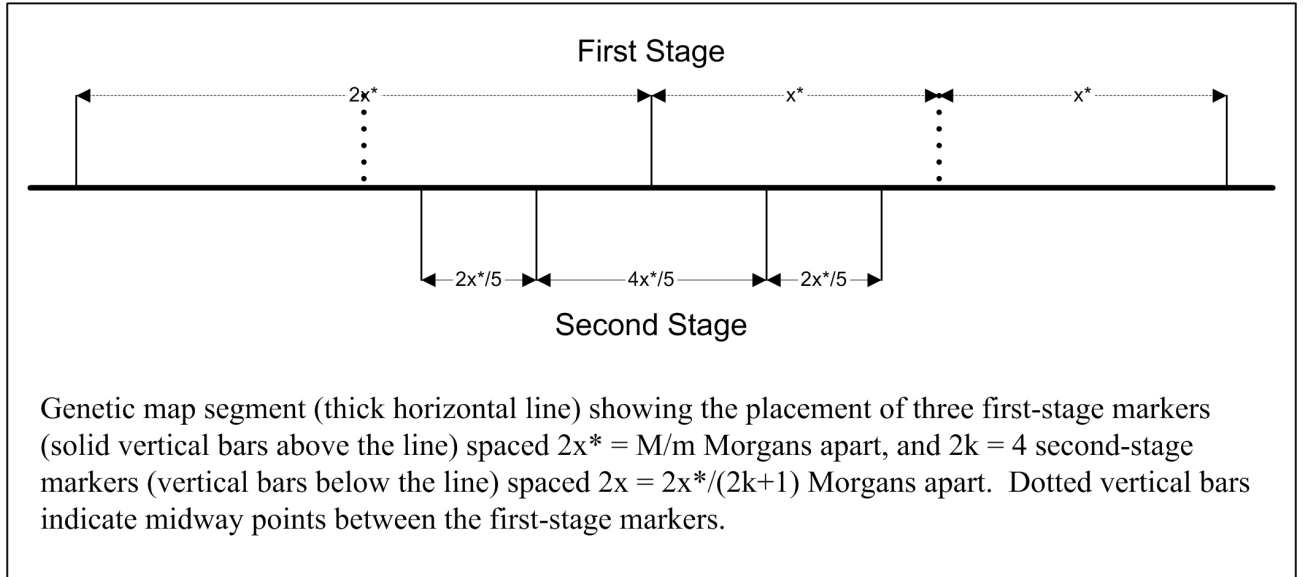 First Stage
2x* x* x*
2x*/5 4x*/5 2x*/5
Second Stage
Genetic map segment (thick horizontal line) showing the placement of three first-stage markers
(solid vertical bars above the line) spaced 2x* = M/m Morgans apart, and 2k = 4 second-stage
markers (vertical bars below the line) spaced 2x = 2x*/(2k+1) Morgans apart.  Dotted vertical bars
indicate midway points between the first-stage markers.